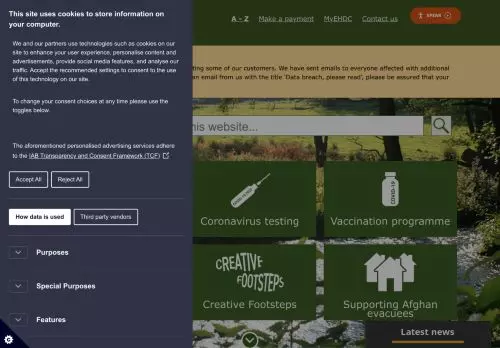 This site uses cookies to store information on
your computer.
A – Z
Make a payment
MyEHDC
Contact us
SPEAK
We and our partners use technologies such as cookies on our
site to enhance your user experience, personalise content and
advertisements, provide social media features, and analyse our
traffic. Accept the recommended settings to consent to the use
of this technology on our site.
ting some of our customers. We have sent emails to everyone affected with additional
en email from us with the title 'Data breach, please read', please be assured that your
To change your consent choices at any time please use the
toggles below.
this website...
The aforementioned personalised advertising services adhere
to the IAB Transparency and Consent Framework (TCF)
Accept All
Reject All
COVID-19
COVID-19
Coronavirus testing
Vaccination programme
How data is used
Third party vendors
Purposes
Special Purposes
Features
CREATIVE
FOOTSTEPS
Creative Footsteps
Supporting Afghan
evacuees
Latest news